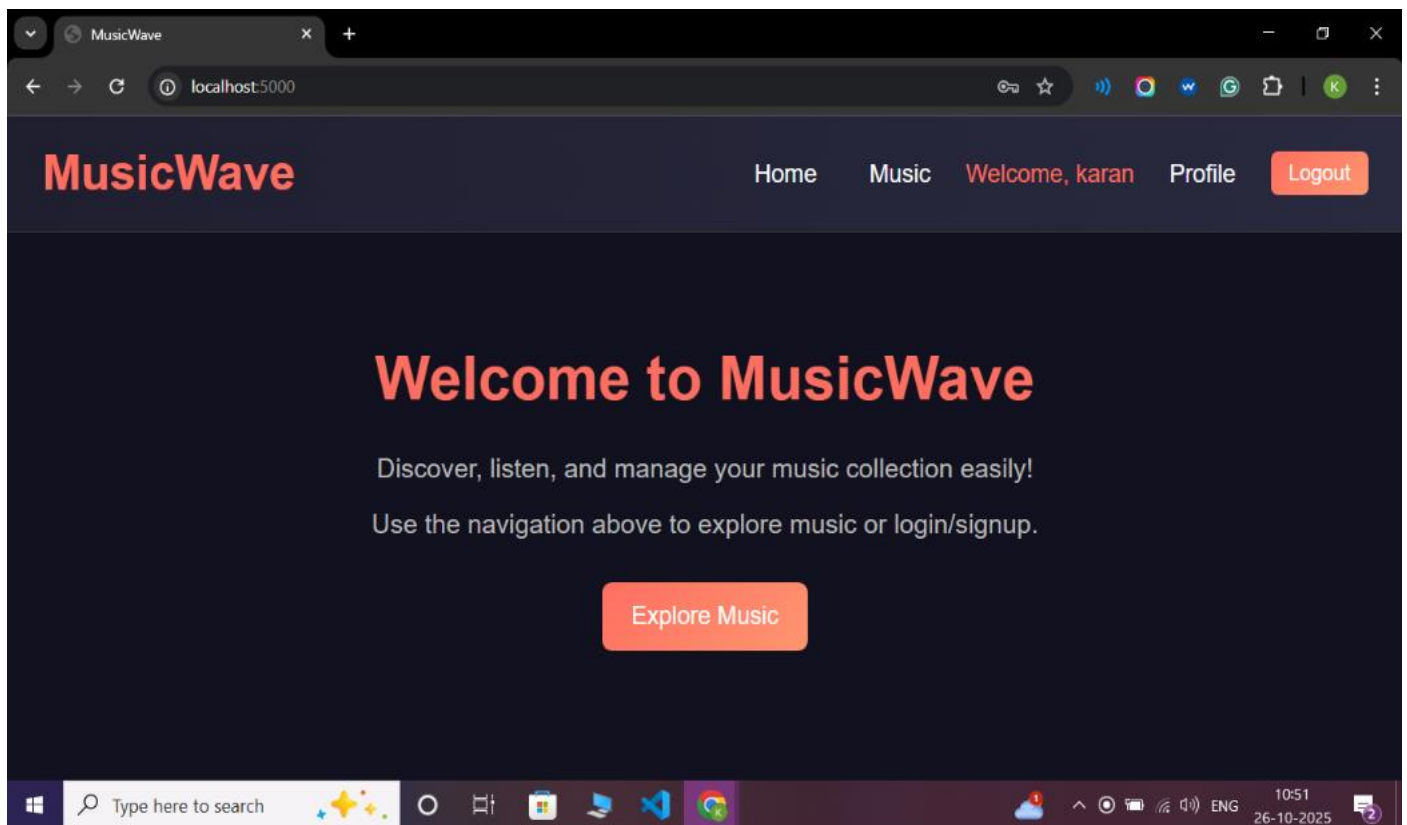 MusicWave
localhost:5000
K
MusicWave
Home Music Welcome, karan Profile Logout
Welcome to MusicWave
Discover, listen, and manage your music collection easily!
Use the navigation above to explore music or login/signup.
Explore Music
Type here to search
1
ENG
10:51
26-10-2025
2